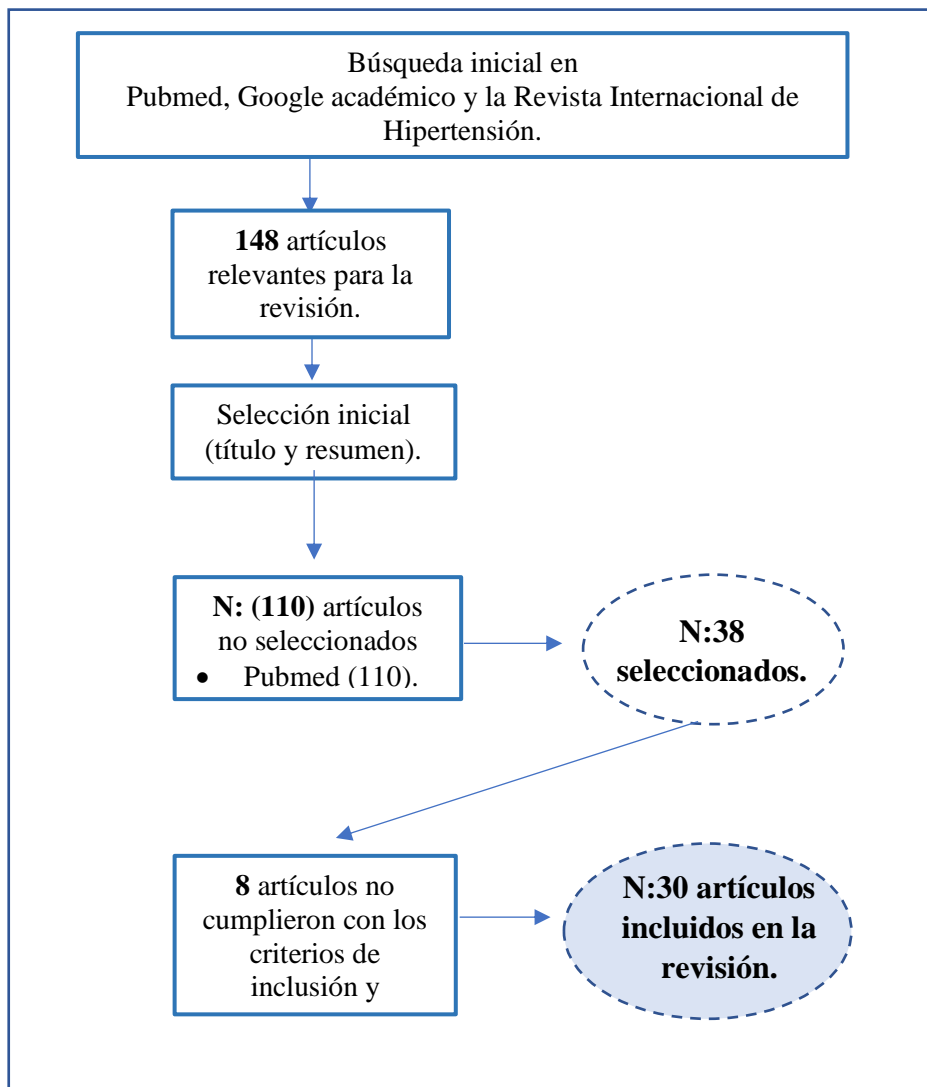 Búsqueda inicial en
Pubmed, Google académico y la Revista Internacional de
Hipertensión.
148 artículos
relevantes para la
revisión.
Selección inicial
(título y resumen).
N: (110) artículos
no seleccionados
• Pubmed (110).
N:38
seleccionados.
8 artículos no
cumplieron con los
criterios de
inclusión y
N:30 artículos
incluidos en la
revisión.